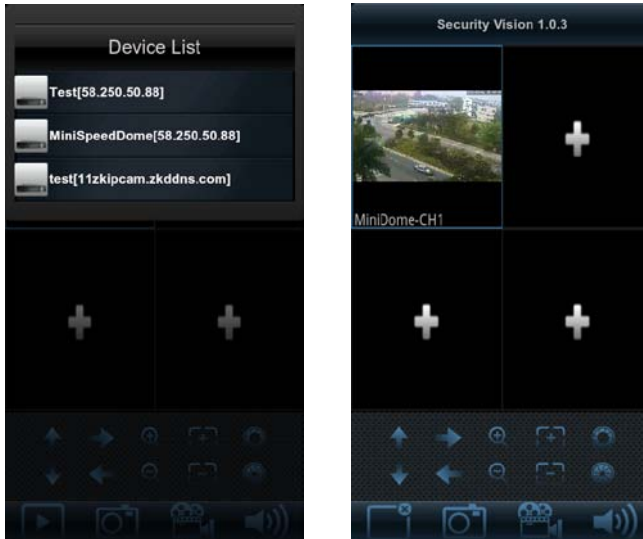 Device List
Test[58.250.50.88]
MiniSpeedDome[58.250.50.88]
test[11zkipcam.zkddns.com]
Security Vision 1.0.3
MiniDome-CH1